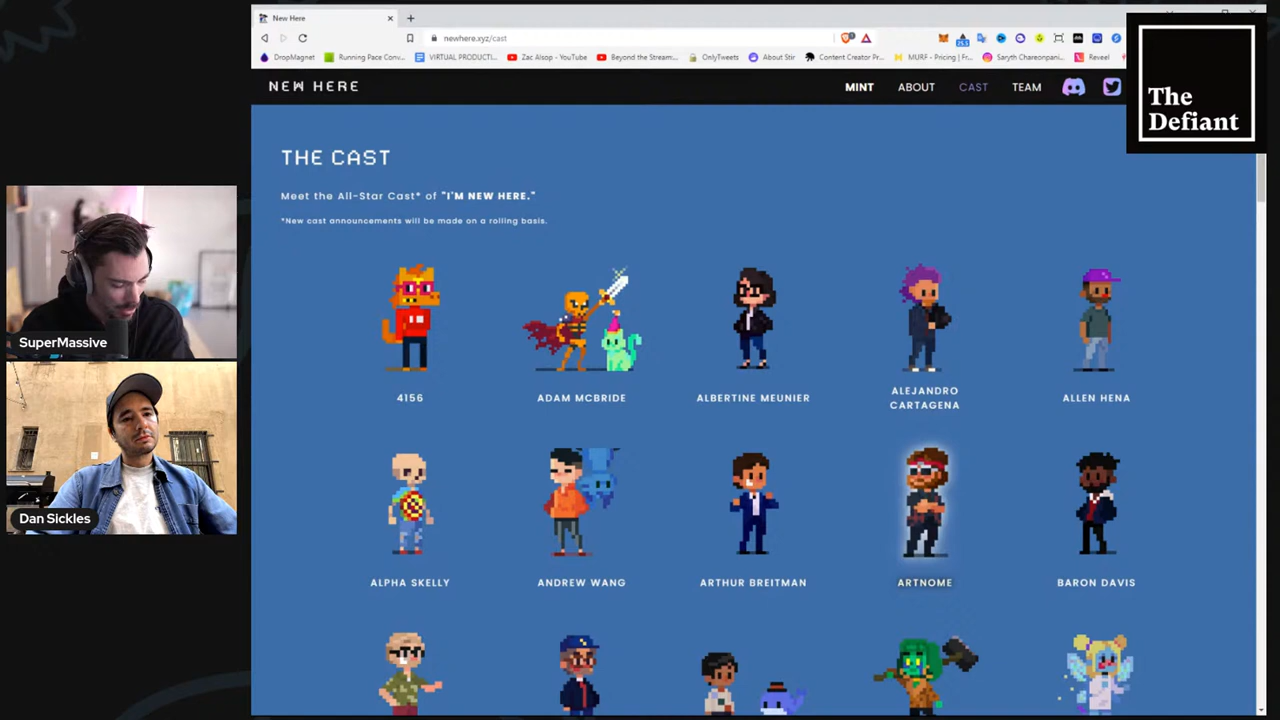 New Here
newhere.xyz/cast
DropMagnet
Running Pace Conv...
VIRTUAL PRODUCTI...
Zac Alsop - YouTube
Beyond the Stream...
OnlyTweets
About Stir
Content Creator Pr...
MURF - Pricing | Fr...
Saryth Chareonpani...
Reveel
The
Defiant
NEW HERE
MINT
ABOUT
CAST
TEAM
THE CAST
Meet the All-Star Cast* of "I'M NEW HERE."
*New cast announcements will be made on a rolling basis.
4156
ADAM MCBRIDE
ALBERTINE MEUNIER
ALEJANDRO
CARTAGENA
ALLEN HENA
ALPHA SKELLY
ANDREW WANG
ARTHUR BREITMAN
ARTNOME
BARON DAVIS
SuperMassive
Dan Sickles